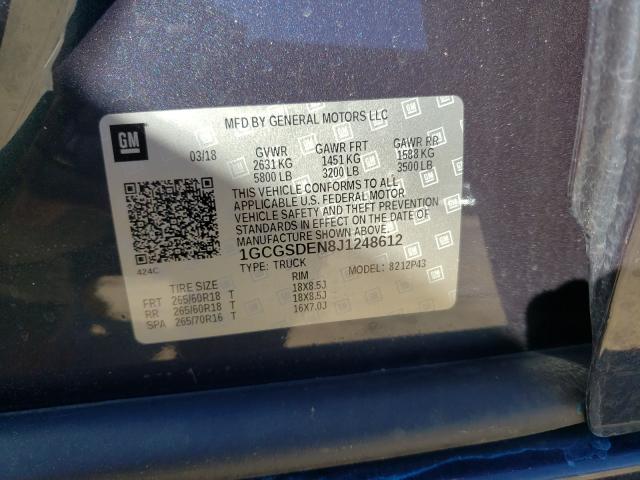 GM
MFD BY GENERAL MOTORS LLC
03/18 GVWR GAWR FRT GAWR RR
2631 KG 1451 KG 1588 KG
5800 LB 3200 LB 3500 LB
THIS VEHICLE CONFORMS TO ALL
APPLICABLE U.S. FEDERAL MOTOR
VEHICLE SAFETY AND THEFT PREVENTION
STANDARDS IN EFFECT ON THE DATE OF
MANUFACTURE SHOWN ABOVE.
1GCGSDEN8J1248612
424C
TYPE: TRUCK MODEL: 8212P43
TIRE SIZE RIM
FRT 265/60R18 T 18X8.5J
RR 265/60R18 T 18X8.5J
SPA 265/70R16 T 16X7.0J